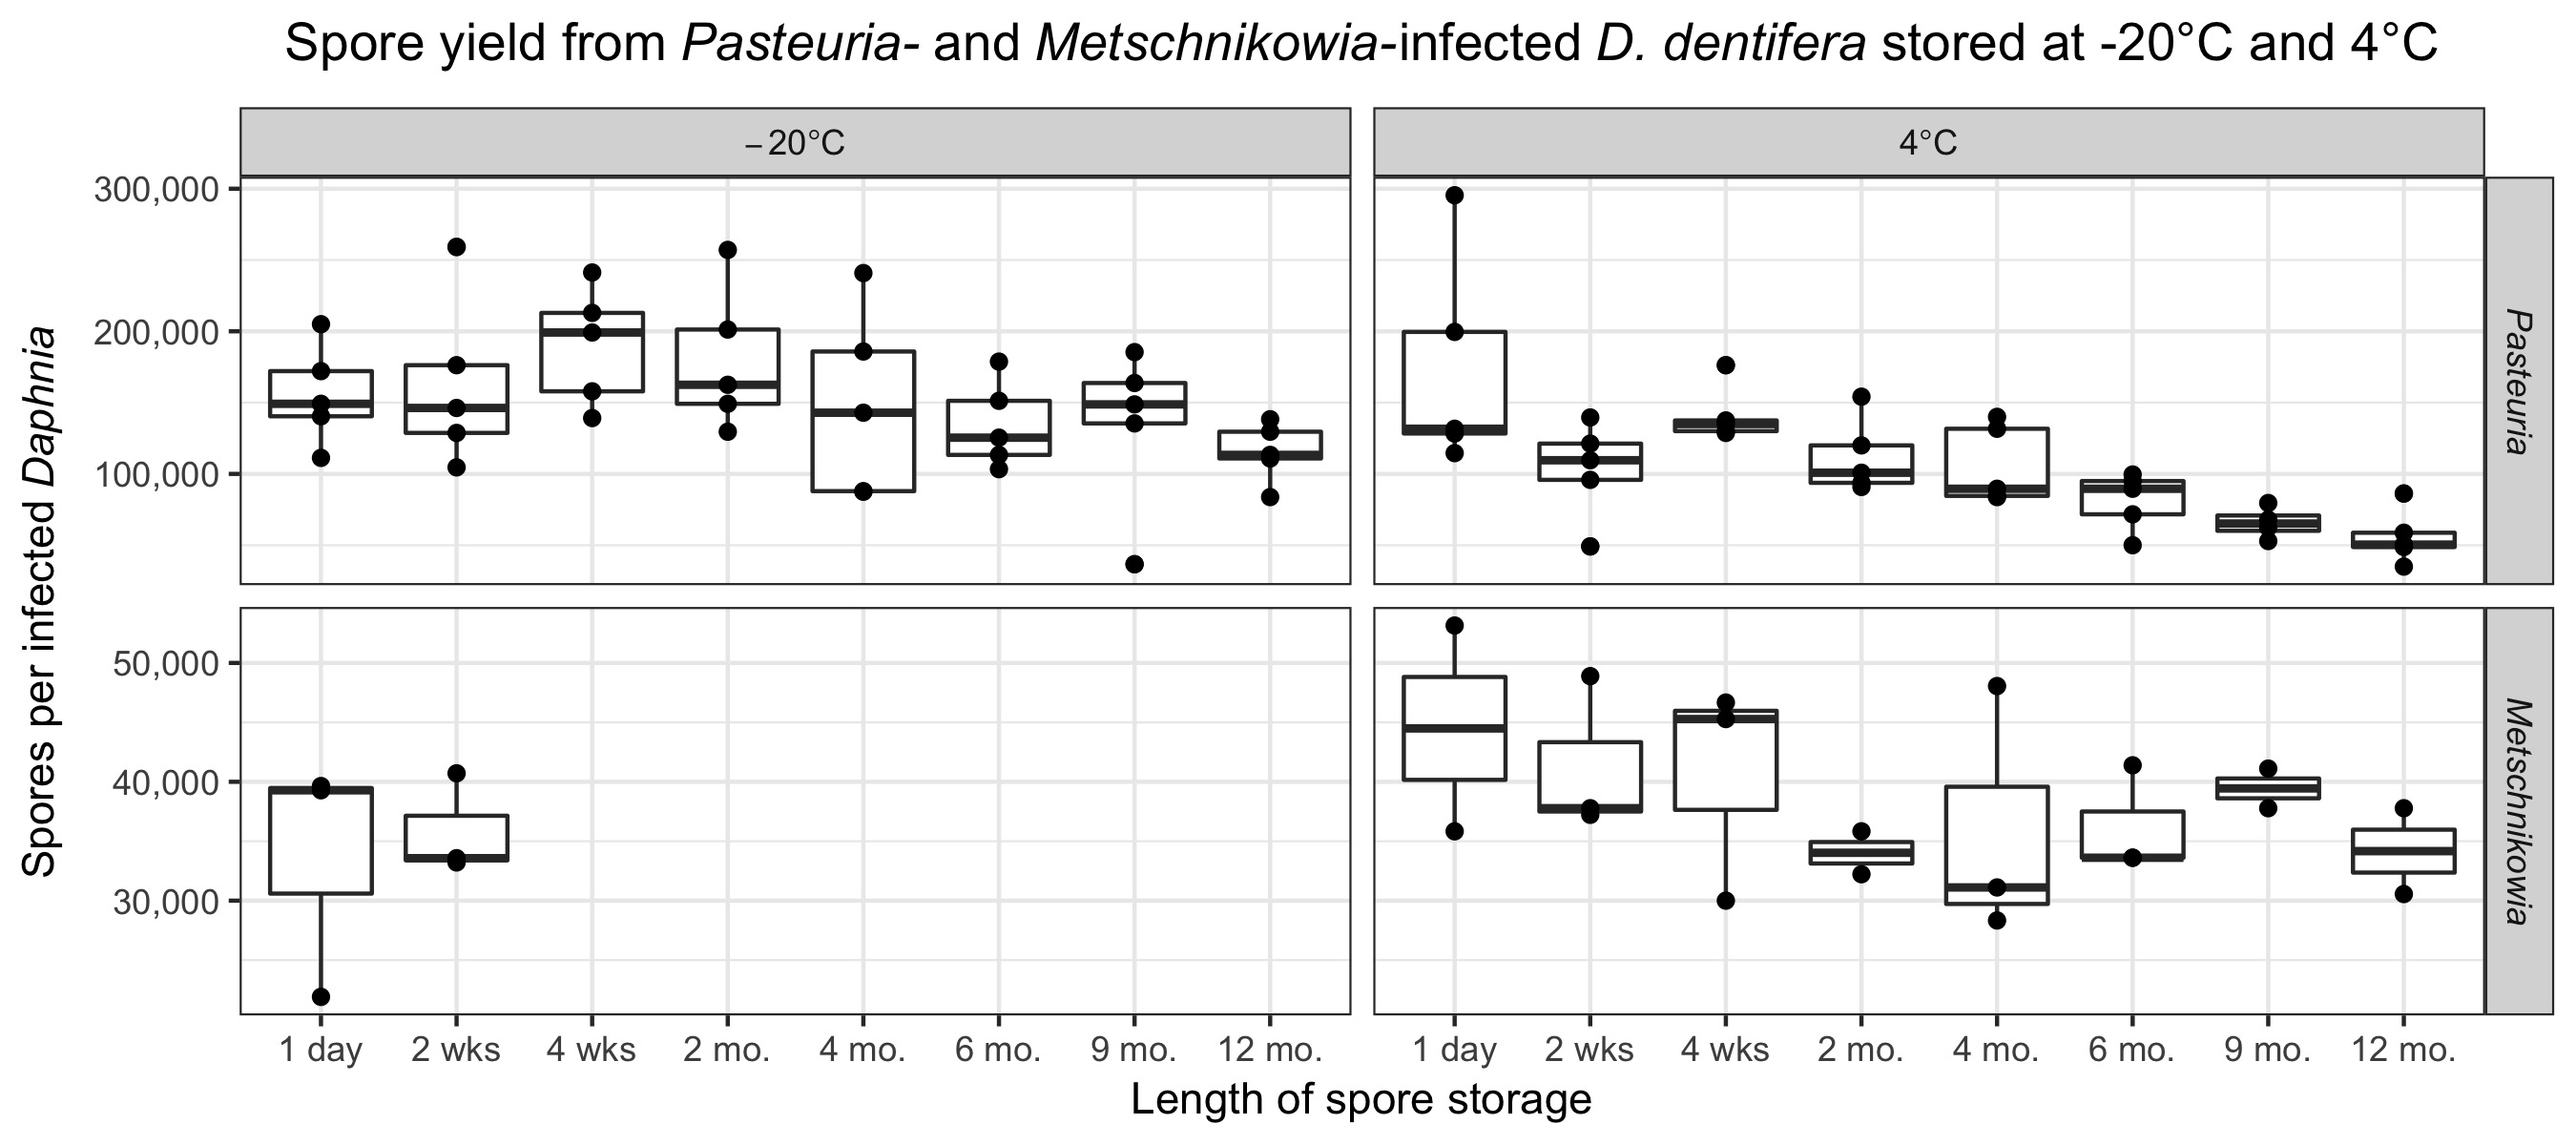 Spore yield from Pasteuria- and Metschnikowia-infected D. dentifera stored at -20°C and 4°C
−20°C
4°C
300,000
200,000
100,000
Pasteuria
Spores per infected Daphnia
50,000
40,000
30,000
Metschnikowia
1 day 2 wks 4 wks 2 mo. 4 mo. 6 mo. 9 mo. 12 mo.
1 day 2 wks 4 wks 2 mo. 4 mo. 6 mo. 9 mo. 12 mo.
Length of spore storage